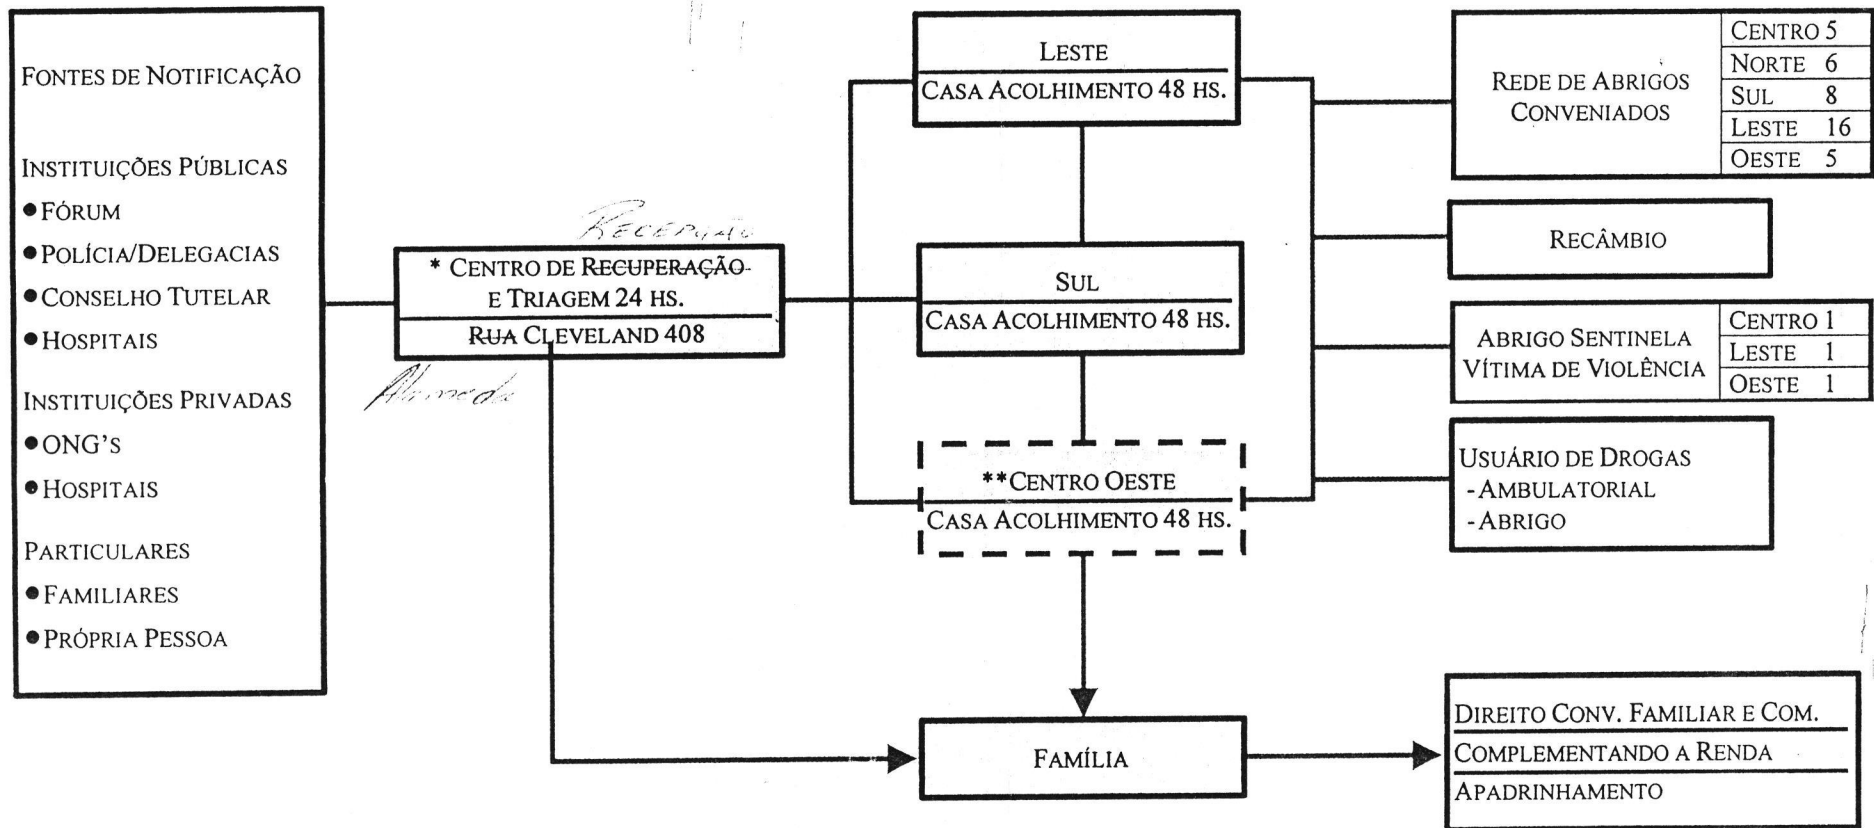 FONTES DE NOTIFICAÇÃO
INSTITUIÇÕES PÚBLICAS
●FÓRUM
●POLÍCIA/DELEGACIAS
●CONSELHO TUTELAR
●HOSPITAIS
INSTITUIÇÕES PRIVADAS
●ONG'S
●HOSPITAIS
PARTICULARES
●FAMILIARES
●PRÓPRIA PESSOA
RECEPÇÃO
* CENTRO DE RECUPERAÇÃO
E TRIAGEM 24 HS.
RUA CLEVELAND 408
Alameda
LESTE
CASA ACOLHIMENTO 48 HS.
SUL
CASA ACOLHIMENTO 48 HS.
**CENTRO OESTE
CASA ACOLHIMENTO 48 HS.
FAMÍLIA
REDE DE ABRIGOS
CONVENIADOS
CENTRO 5
NORTE 6
SUL 8
LESTE 16
OESTE 5
RECÂMBIO
ABRIGO SENTINELA
VÍTIMA DE VIOLÊNCIA
CENTRO 1
LESTE 1
OESTE 1
USUÁRIO DE DROGAS
-AMBULATORIAL
-ABRIGO
DIREITO CONV. FAMILIAR E COM.
COMPLEMENTANDO A RENDA
APADRINHAMENTO